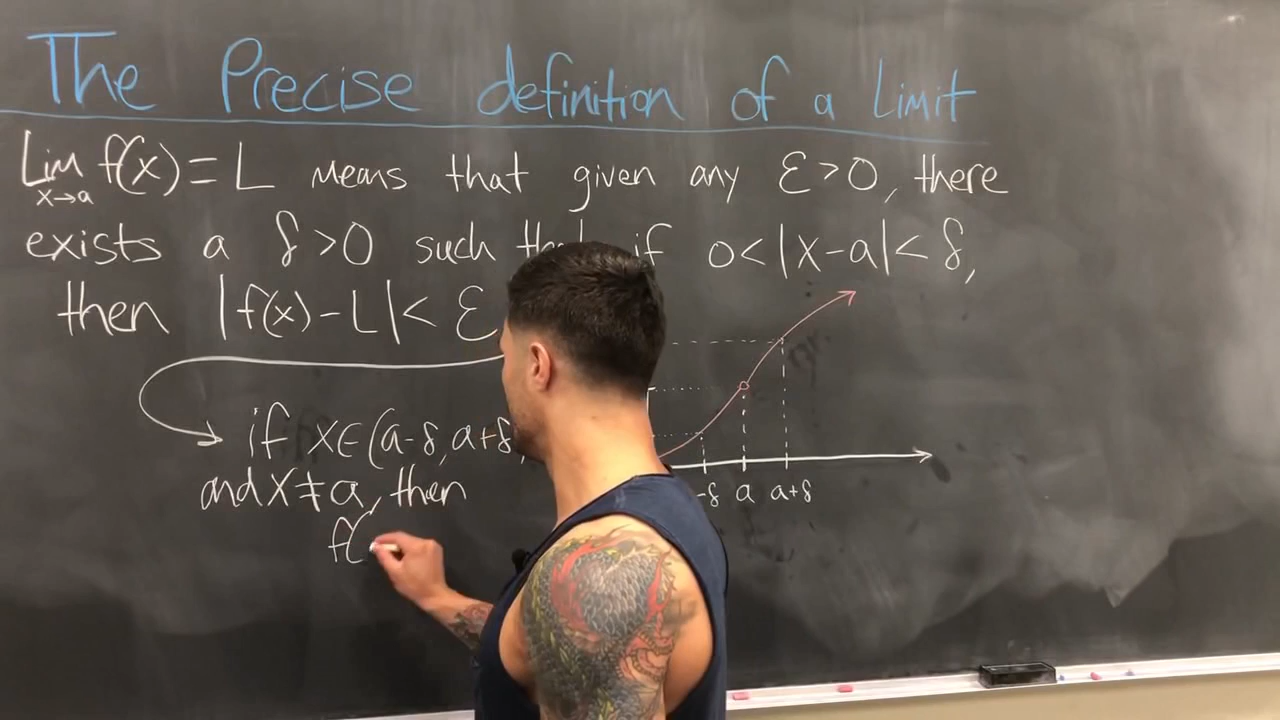 The Precise definition of a Limit
Lim f(x) = L means that given any ε > 0, there
x→a
exists a δ > 0 such that if 0 < |x - a| < δ,
then |f(x) - L| < ε
if x ∈ (a-δ, a+δ
and x ≠ a, then
f(
-δ a a+δ